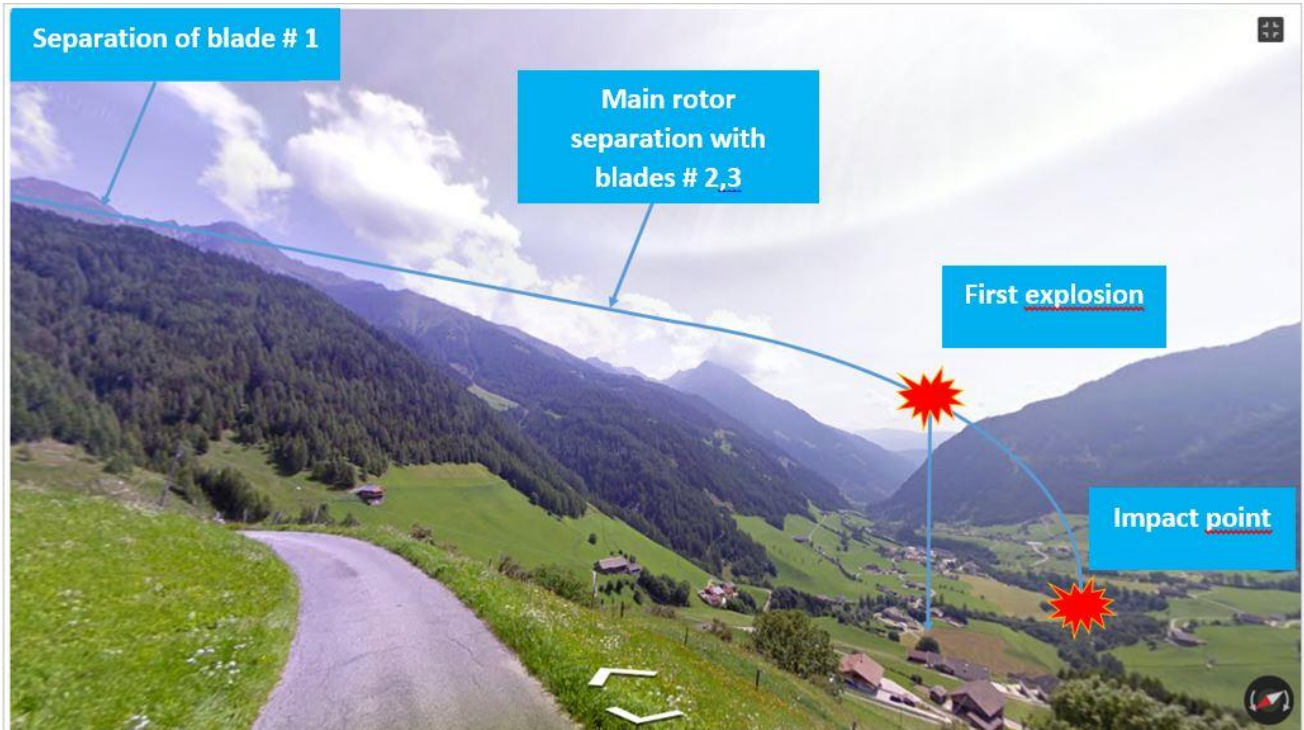 Separation of blade # 1
Main rotor
separation with
blades # 2,3
First explosion
Impact point